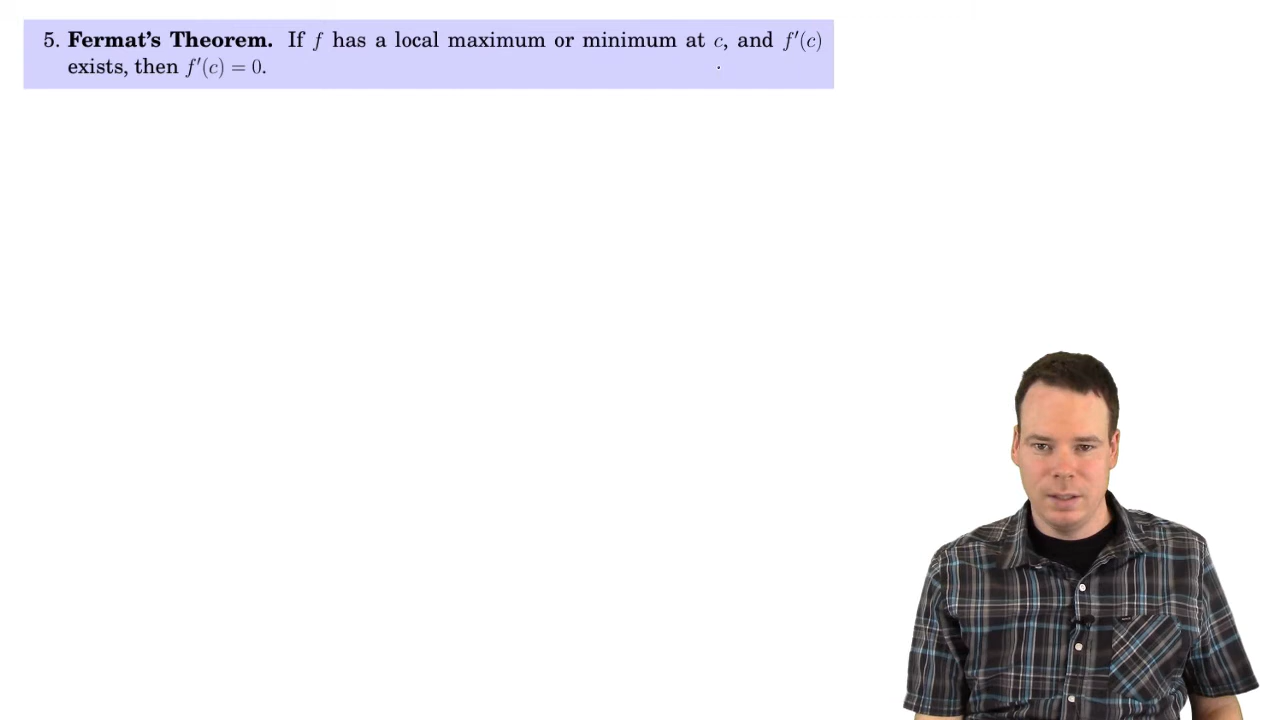 5. Fermat's Theorem. If f has a local maximum or minimum at c, and f′(c)
exists, then f′(c) = 0.